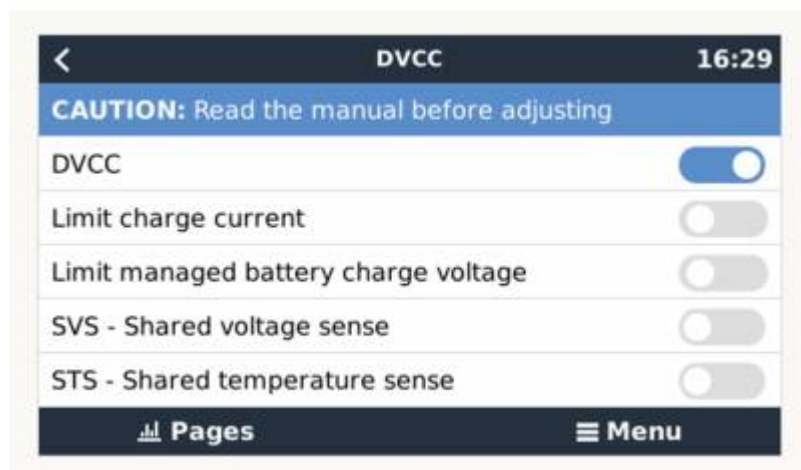 DVCC 16:29
CAUTION: Read the manual before adjusting
DVCC
Limit charge current
Limit managed battery charge voltage
SVS - Shared voltage sense
STS - Shared temperature sense
Pages Menu